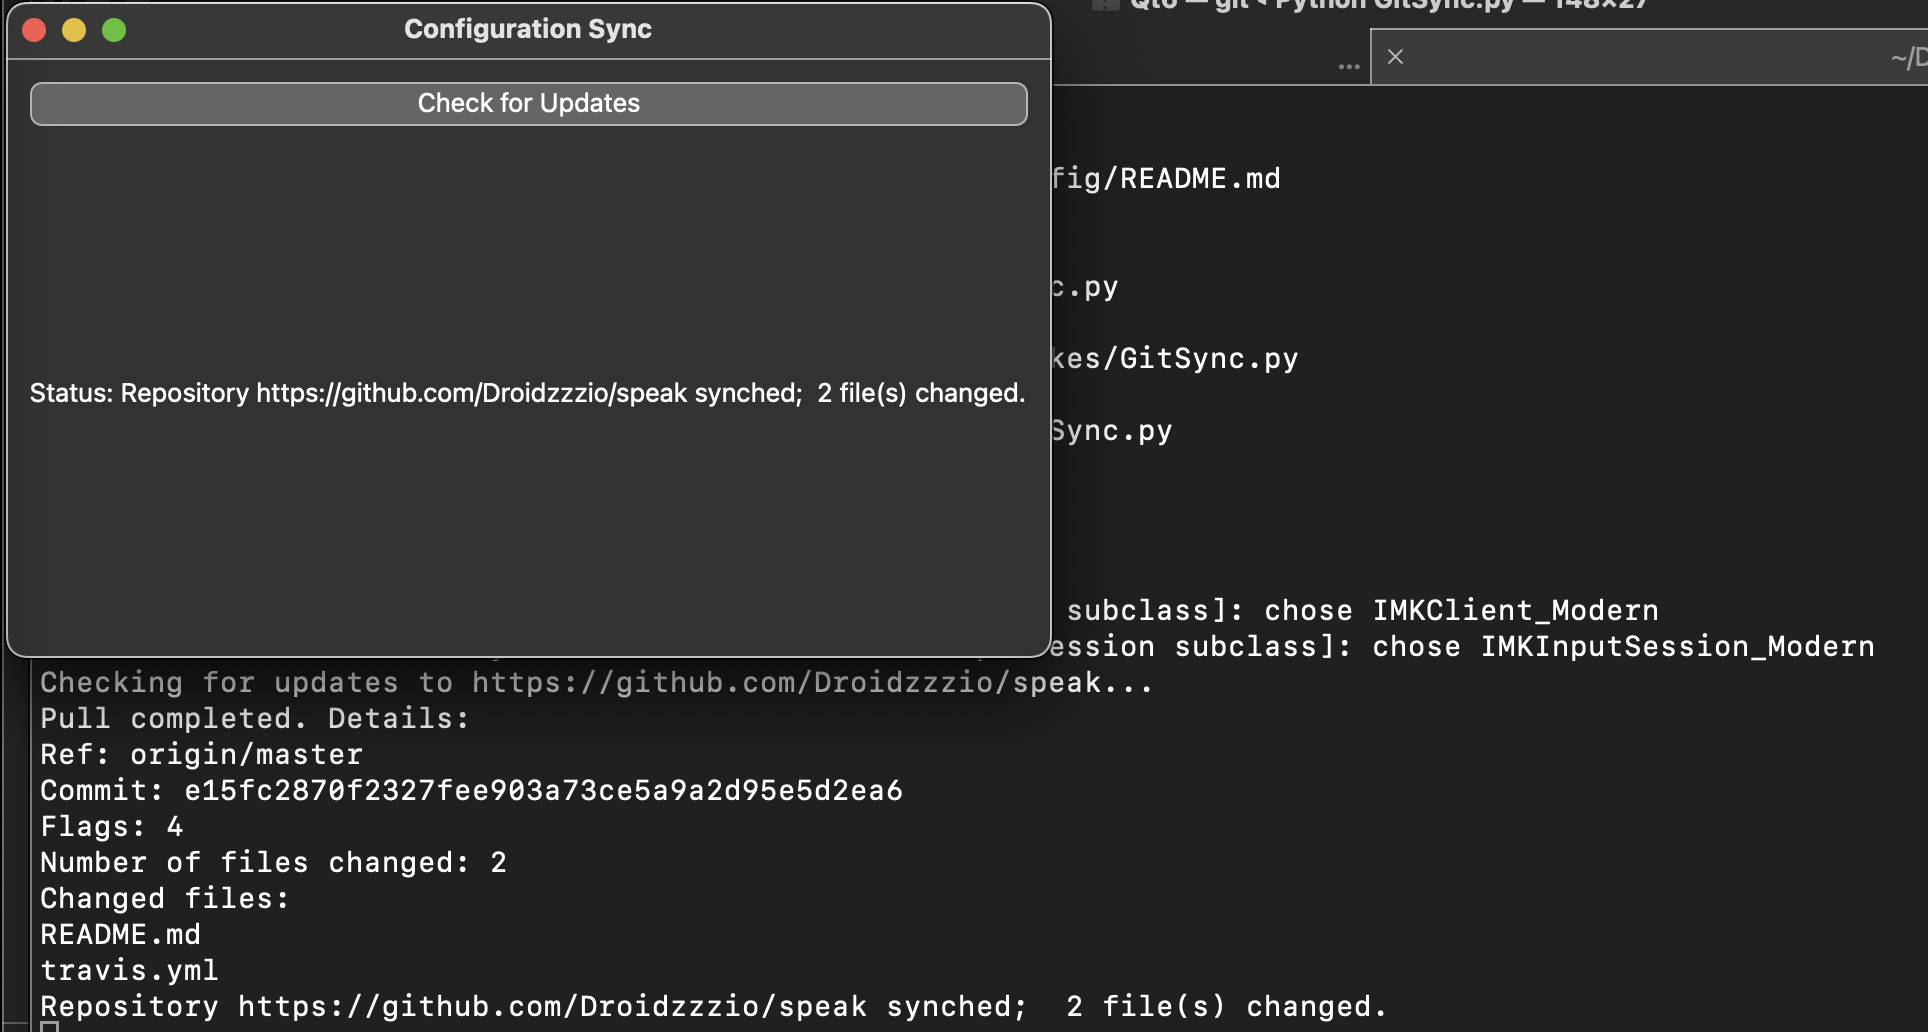 Configuration Sync
Check for Updates
Status: Repository https://github.com/Droidzzzio/speak synched;  2 file(s) changed.
Qt6 — git ◂ Python GitSync.py — 148×27
...
~/D
fig/README.md
c.py
kes/GitSync.py
Sync.py
subclass]: chose IMKClient_Modern
ession subclass]: chose IMKInputSession_Modern
Checking for updates to https://github.com/Droidzzzio/speak...
Pull completed. Details:
Ref: origin/master
Commit: e15fc2870f2327fee903a73ce5a9a2d95e5d2ea6
Flags: 4
Number of files changed: 2
Changed files:
README.md
travis.yml
Repository https://github.com/Droidzzzio/speak synched;  2 file(s) changed.